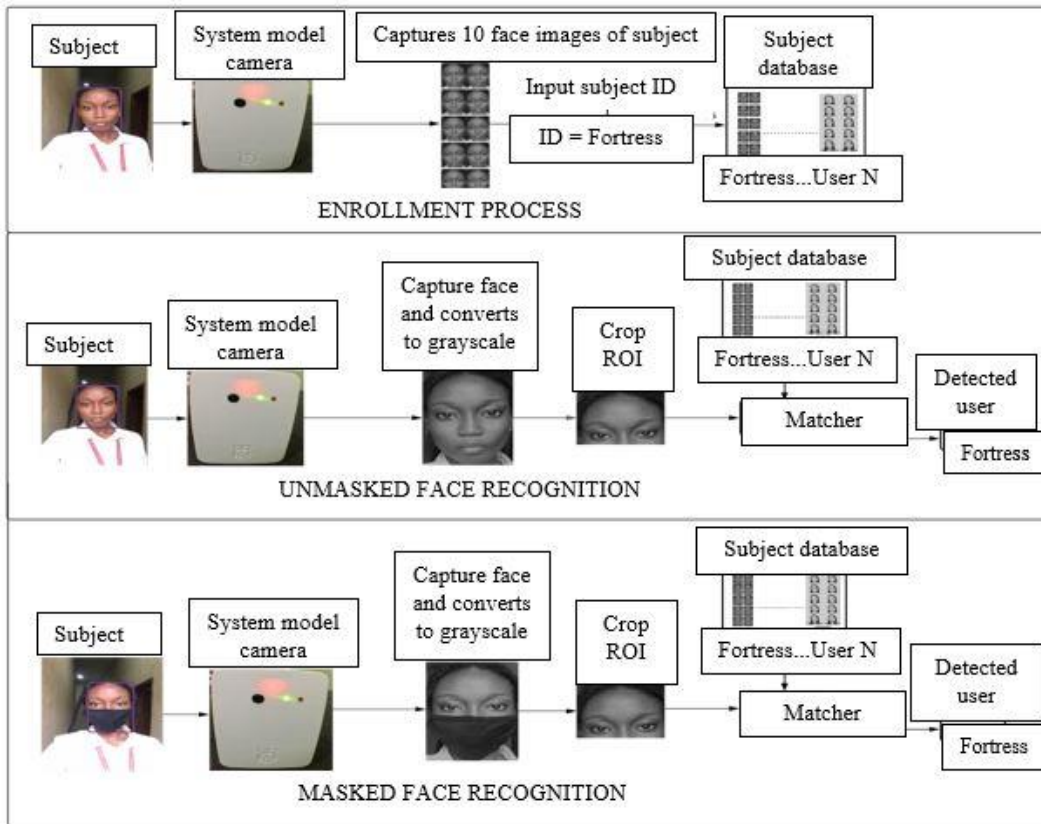 Subject
System model
camera
Captures 10 face images of subject
Input subject ID
ID = Fortress
Subject
database
Fortress...User N
ENROLLMENT PROCESS
Subject
System model
camera
Capture face
and converts
to grayscale
Crop
ROI
Subject database
Fortress...User N
Matcher
Detected
user
Fortress
UNMASKED FACE RECOGNITION
Subject
System model
camera
Capture face
and converts
to grayscale
Crop
ROI
Subject database
Fortress...User N
Matcher
Detected
user
Fortress
MASKED FACE RECOGNITION